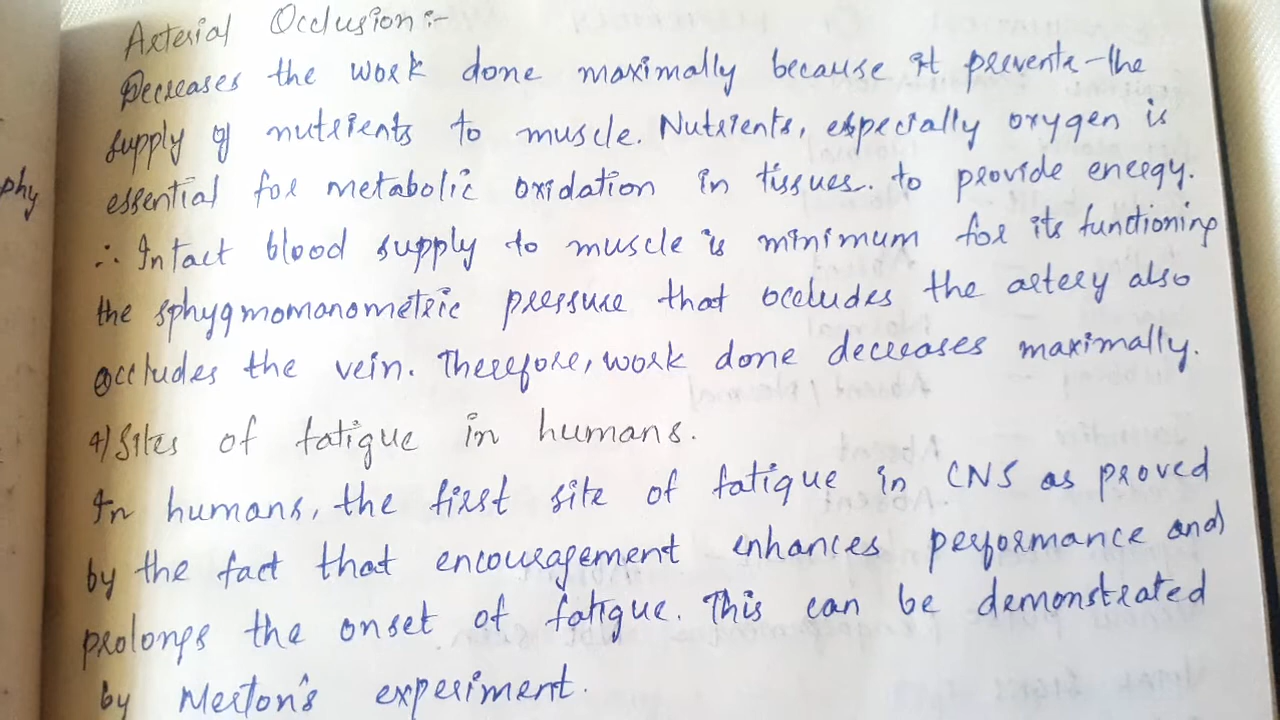 Arterial Occlusion :-
Decreases the work done maximally because it prevents the
supply of nutrients to muscle. Nutrients, especially oxygen is
essential for metabolic oxidation in tissues. to provide energy.
phy
∴ Intact blood supply to muscle is minimum for its functioning
the sphygmomanometric pressure that occludes the artery also
occludes the vein. Therefore, work done decreases maximally.
4) Sites of fatigue in humans.
In humans, the first site of fatigue in CNS as proved
by the fact that encouragement enhances performance and
prolongs the onset of fatigue. This can be demonstrated
by Merton's experiment.